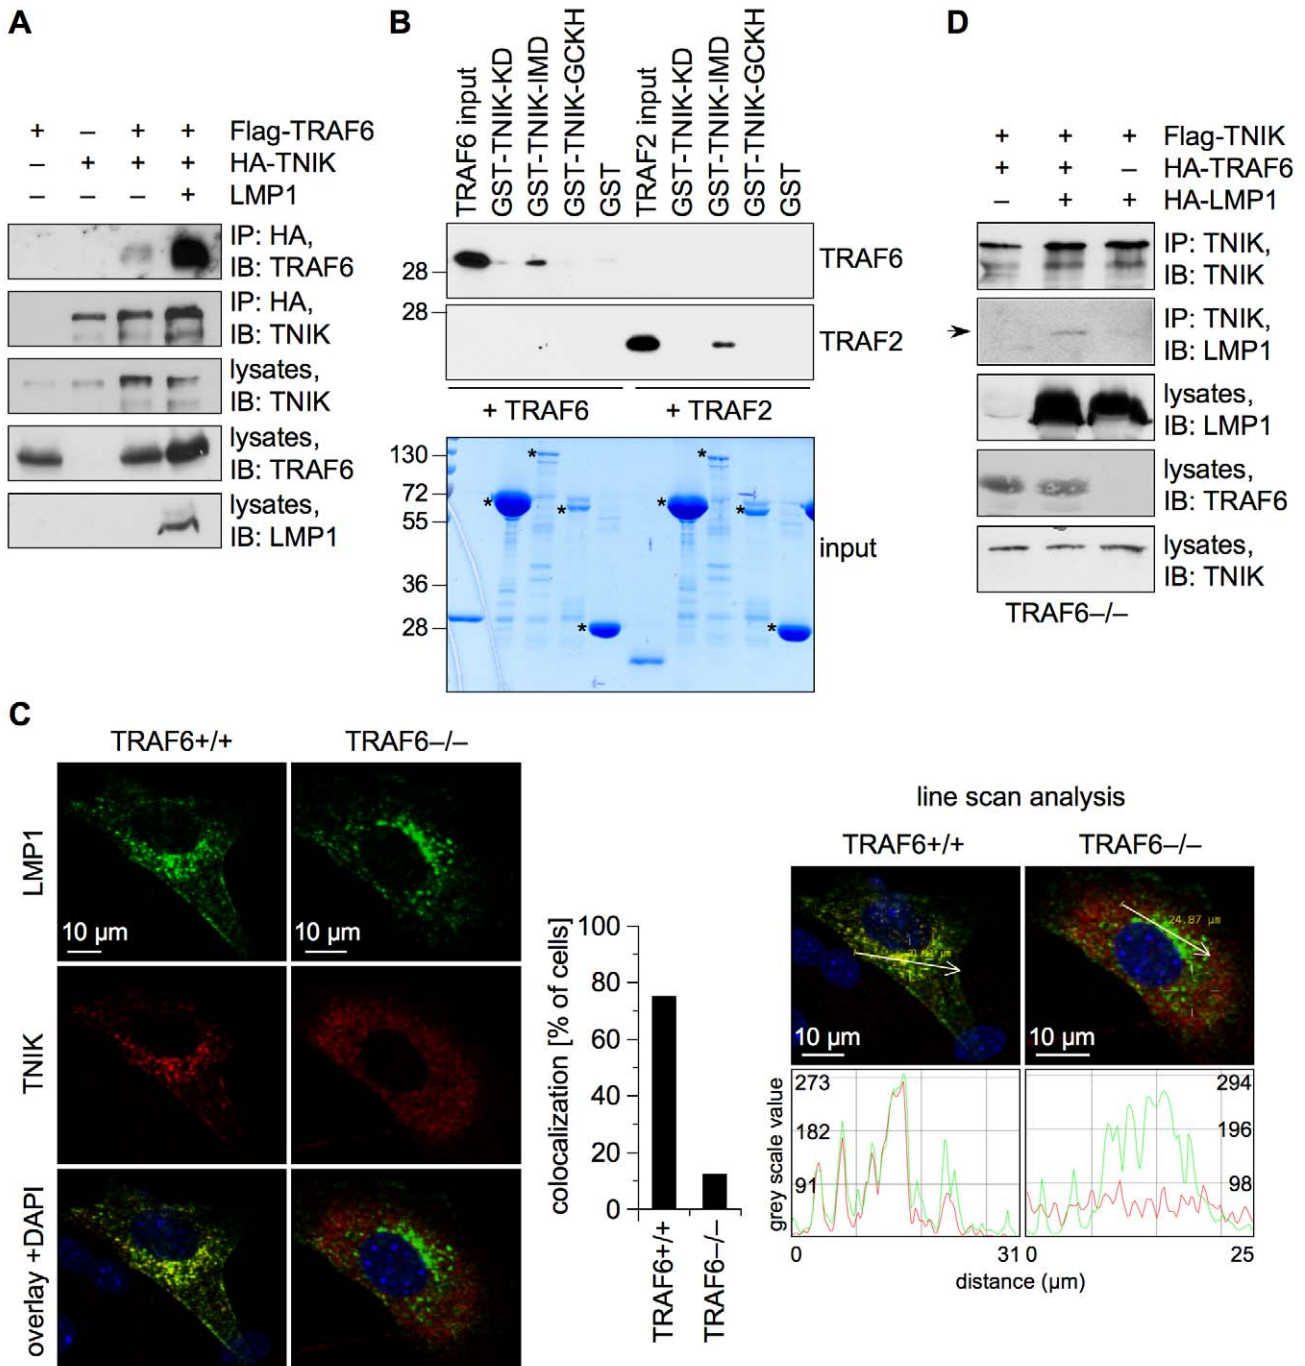 A
+ – + + Flag-TRAF6
– + + + HA-TNIK
– – – + LMP1
IP: HA,
IB: TRAF6
IP: HA,
IB: TNIK
lysates,
IB: TNIK
lysates,
IB: TRAF6
lysates,
IB: LMP1
B
TRAF6 input
GST-TNIK-KD
GST-TNIK-IMD
GST-TNIK-GCKH
GST
TRAF2 input
GST-TNIK-KD
GST-TNIK-IMD
GST-TNIK-GCKH
GST
28
TRAF6
28
TRAF2
+ TRAF6
+ TRAF2
130
72
55
36
28
* * * *
* * * *
input
D
+ + + Flag-TNIK
+ + – HA-TRAF6
– + + HA-LMP1
IP: TNIK,
IB: TNIK
IP: TNIK,
IB: LMP1
lysates,
IB: LMP1
lysates,
IB: TRAF6
lysates,
IB: TNIK
TRAF6–/–
C
TRAF6+/+
TRAF6–/–
LMP1
10 µm
10 µm
TNIK
overlay +DAPI
colocalization [% of cells]
100
80
60
40
20
0
TRAF6+/+
TRAF6–/–
line scan analysis
TRAF6+/+
TRAF6–/–
24.87 µm
10 µm
10 µm
grey scale value
273
182
91
294
196
98
0
31
0
25
distance (µm)